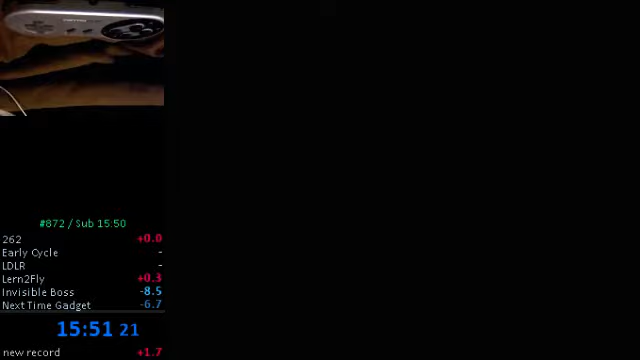 #872 / Sub 15:50
262 +0.0
Early Cycle -
LDLR -
Lern2Fly +0.3
Invisible Boss -8.5
Next Time Gadget -6.7
15:51 21
new record +1.7